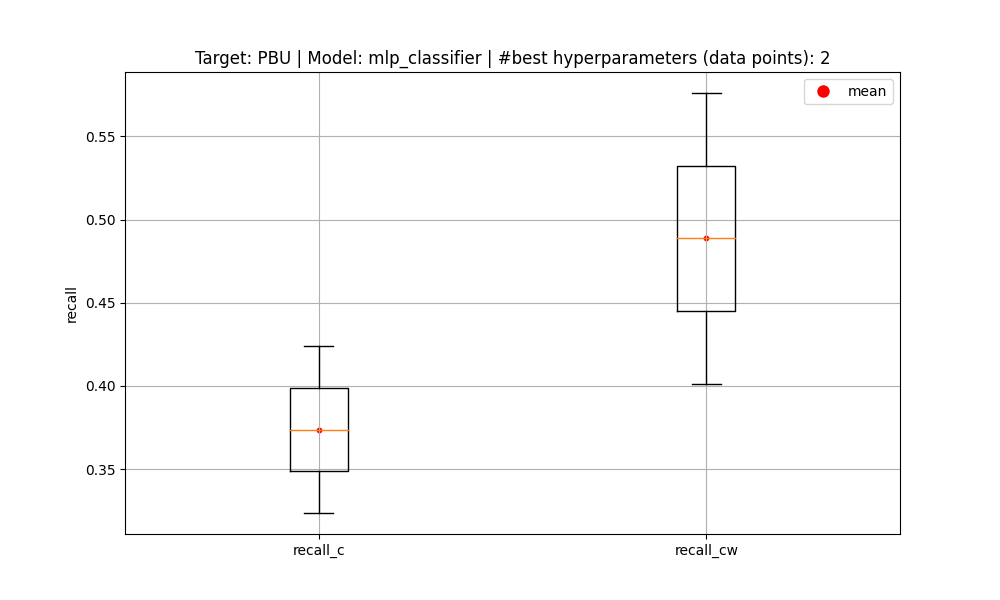 Target: PBU | Model: mlp_classifier | #best hyperparameters (data points): 2
mean
0.55
0.50
0.45
0.40
0.35
recall
recall_c
recall_cw